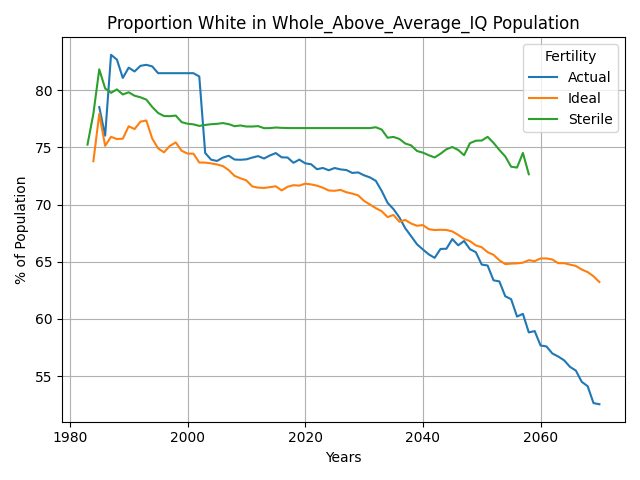 Proportion White in Whole_Above_Average_IQ Population
% of Population
80
75
70
65
60
55
Fertility
Actual
Ideal
Sterile
1980 2000 2020 2040 2060
Years